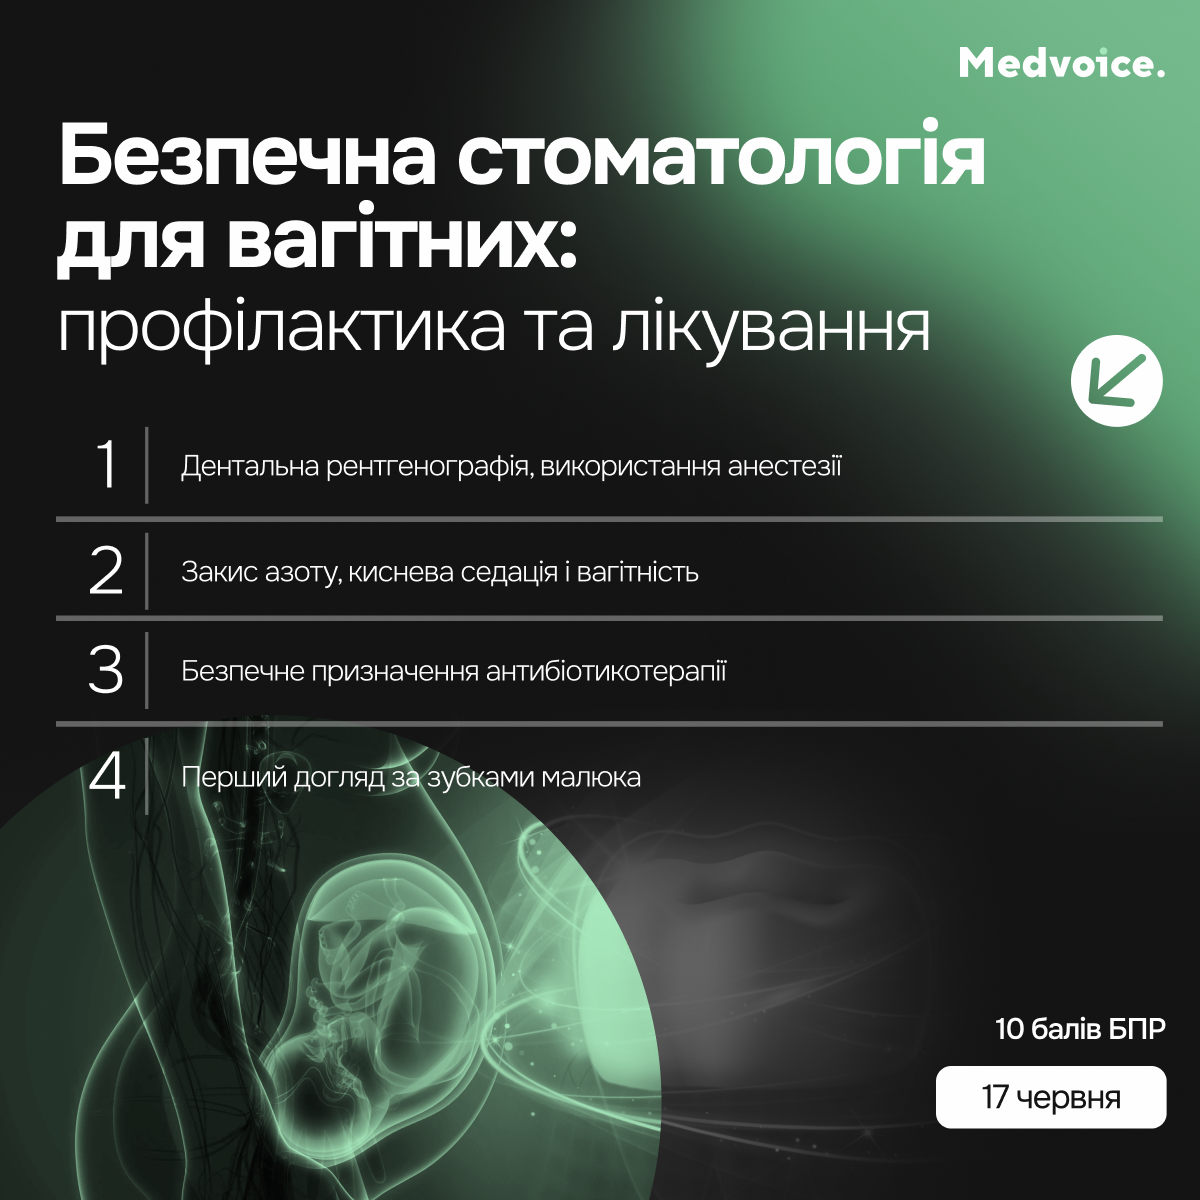 Medvoice.
Безпечна стоматологія
для вагітних:
профілактика та лікування
1 Дентальна рентгенографія, використання анестезії
2 Закис азоту, киснева седація і вагітність
3 Безпечне призначення антибіотикотерапії
4 Перший догляд за зубками малюка
10 балів БПР
17 червня